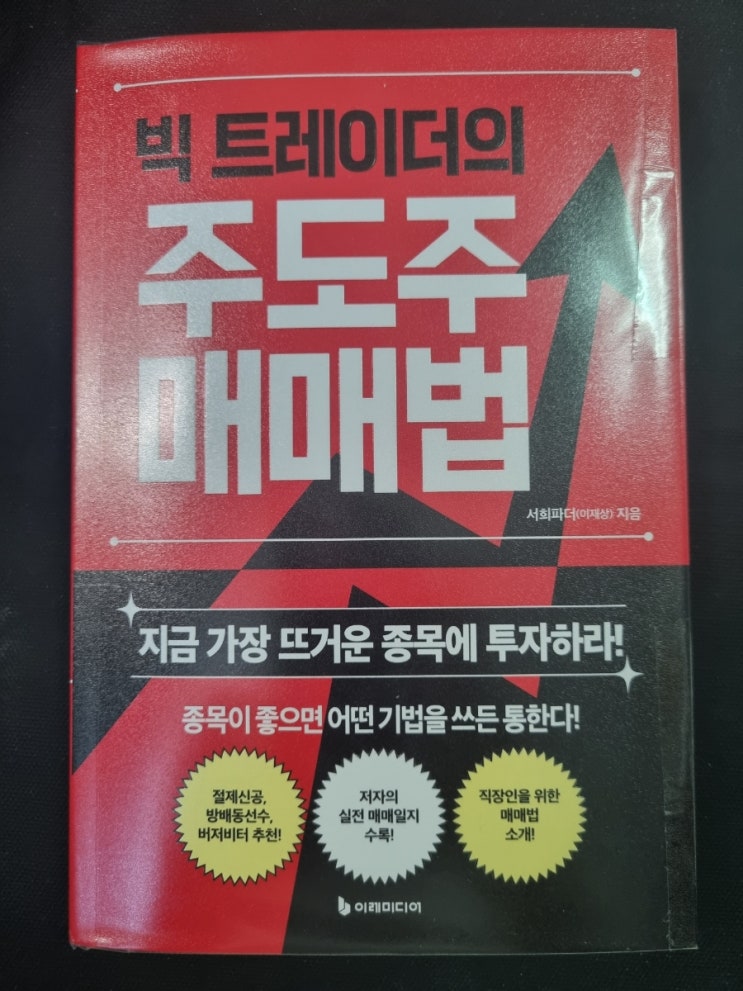 빅 트레이더의
주도주
매매법
서희파더(이재상) 지음
지금 가장 뜨거운 종목에 투자하라!
종목이 좋으면 어떤 기법을 쓰든 통한다!
절제신공,
방배동선수,
버저비터 추천!
저자의
실전 매매일지
수록!
직장인을 위한
매매법
소개!
이레미디어